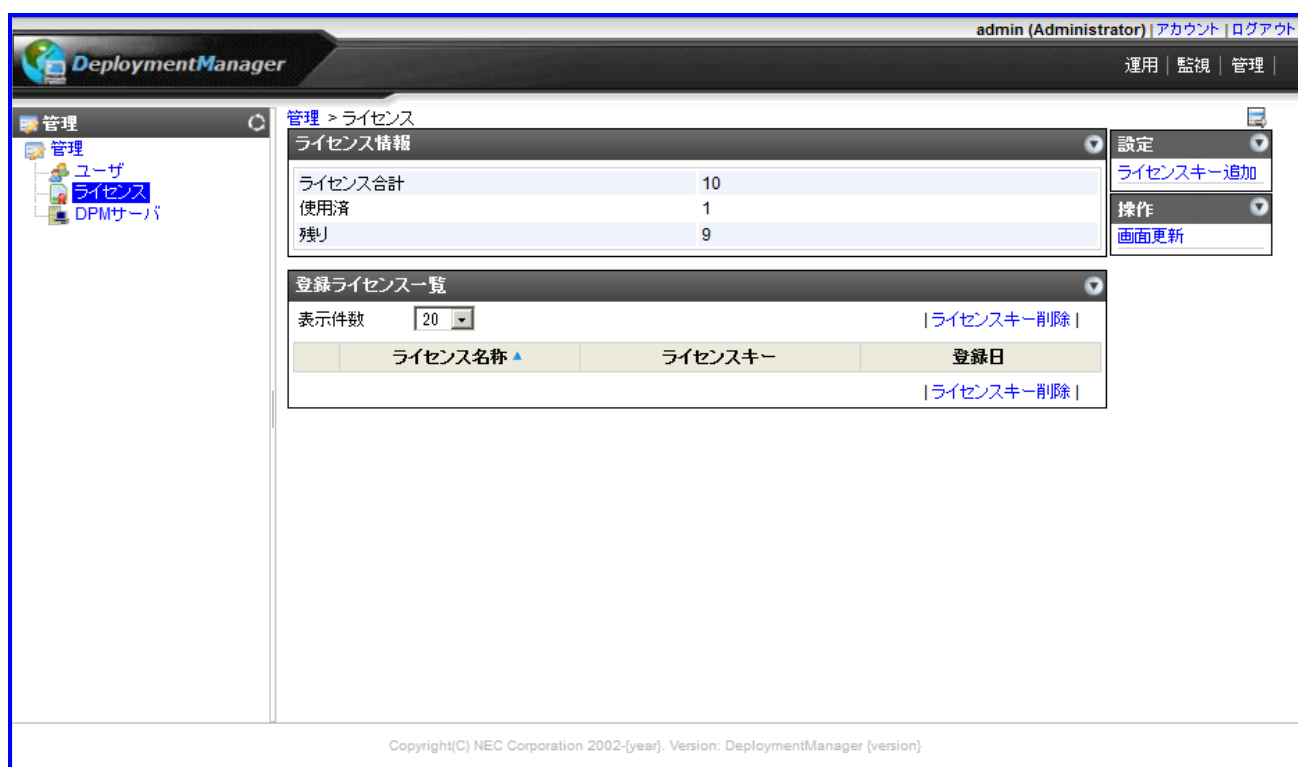 admin (Administrator) | アカウント | ログアウト
DeploymentManager
運用 | 監視 | 管理 |
管理
管理
ユーザ
ライセンス
DPMサーバ
管理 > ライセンス
ライセンス情報
ライセンス合計 10
使用済 1
残り 9
登録ライセンス一覧
表示件数 20 | ライセンスキー削除 |
ライセンス名称▲ ライセンスキー 登録日
| ライセンスキー削除 |
設定
ライセンスキー追加
操作
画面更新
Copyright(C) NEC Corporation 2002-{year}. Version: DeploymentManager {version}